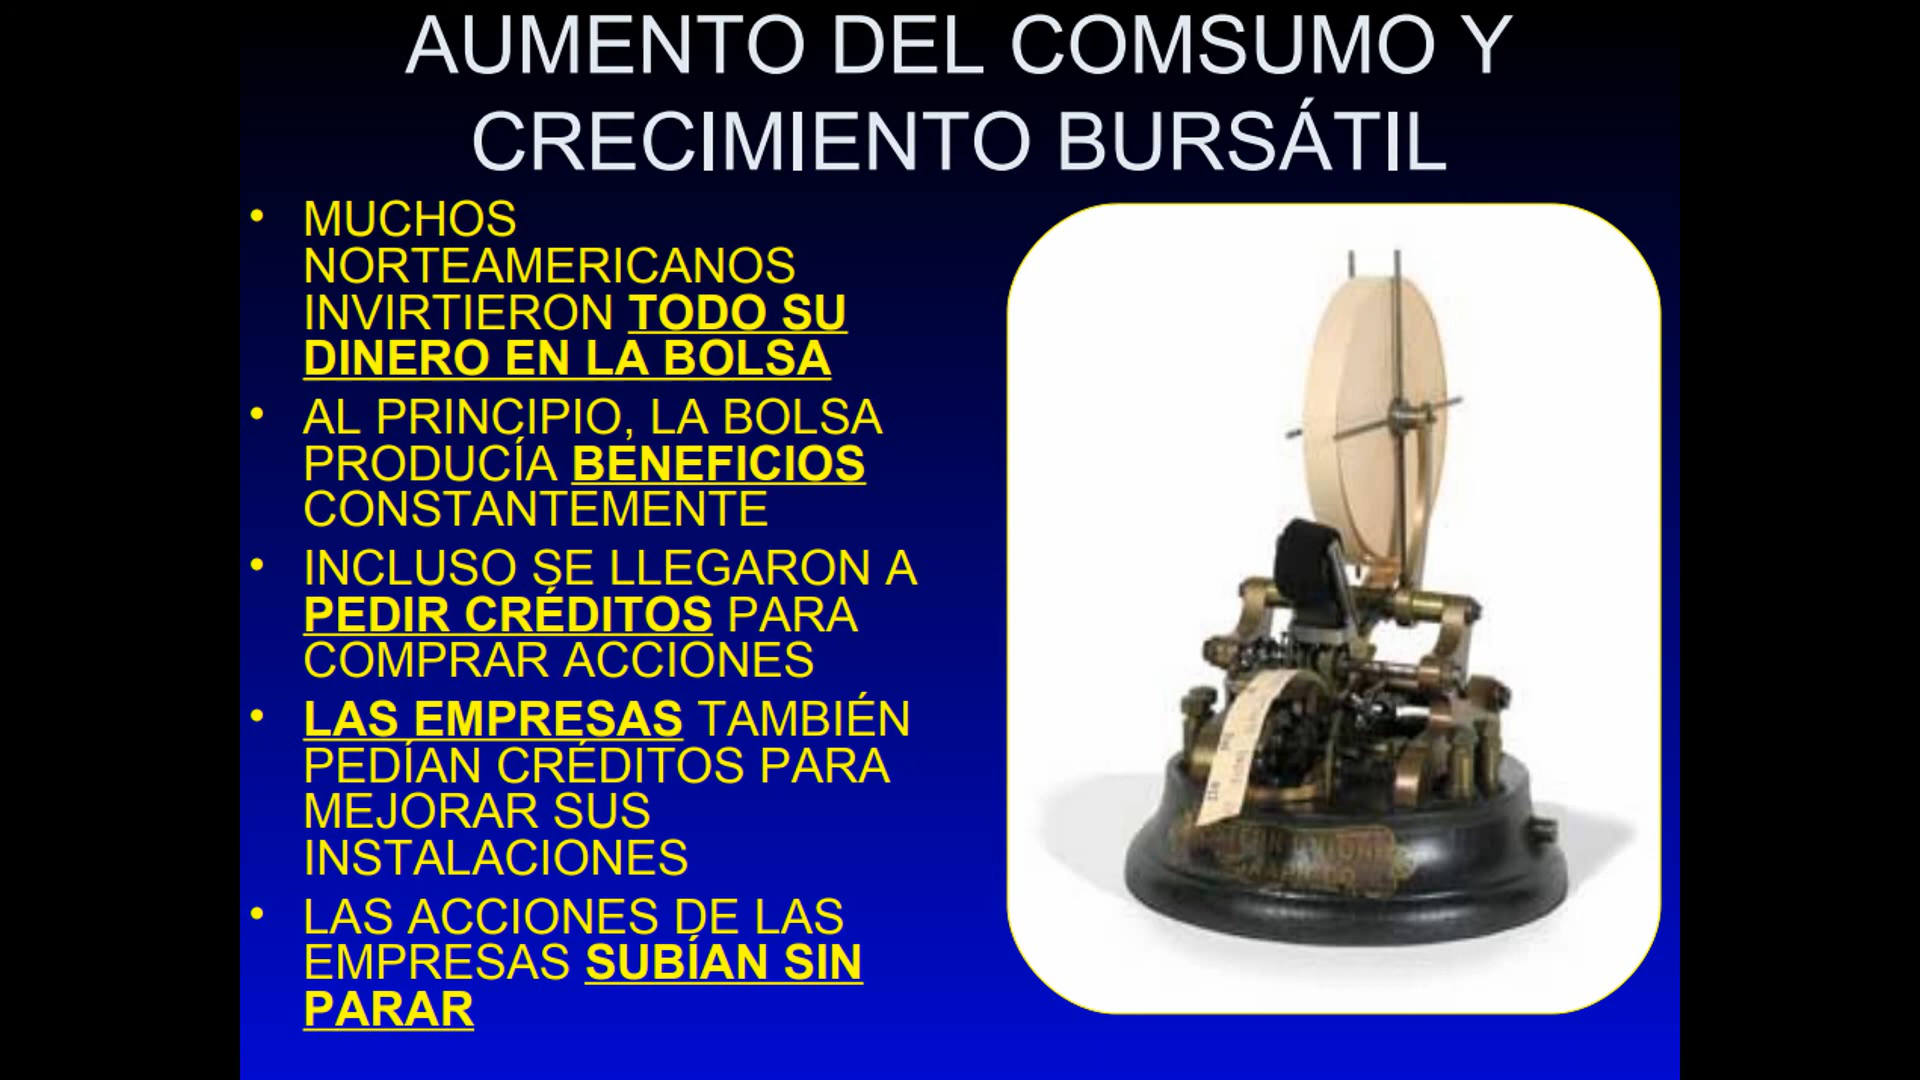 AUMENTO DEL COMSUMO Y
CRECIMIENTO BURSÁTIL
• MUCHOS
NORTEAMERICANOS
INVIRTIERON TODO SU
DINERO EN LA BOLSA
• AL PRINCIPIO, LA BOLSA
PRODUCÍA BENEFICIOS
CONSTANTEMENTE
• INCLUSO SE LLEGARON A
PEDIR CRÉDITOS PARA
COMPRAR ACCIONES
• LAS EMPRESAS TAMBIÉN
PEDÍAN CRÉDITOS PARA
MEJORAR SUS
INSTALACIONES
• LAS ACCIONES DE LAS
EMPRESAS SUBÍAN SIN
PARAR